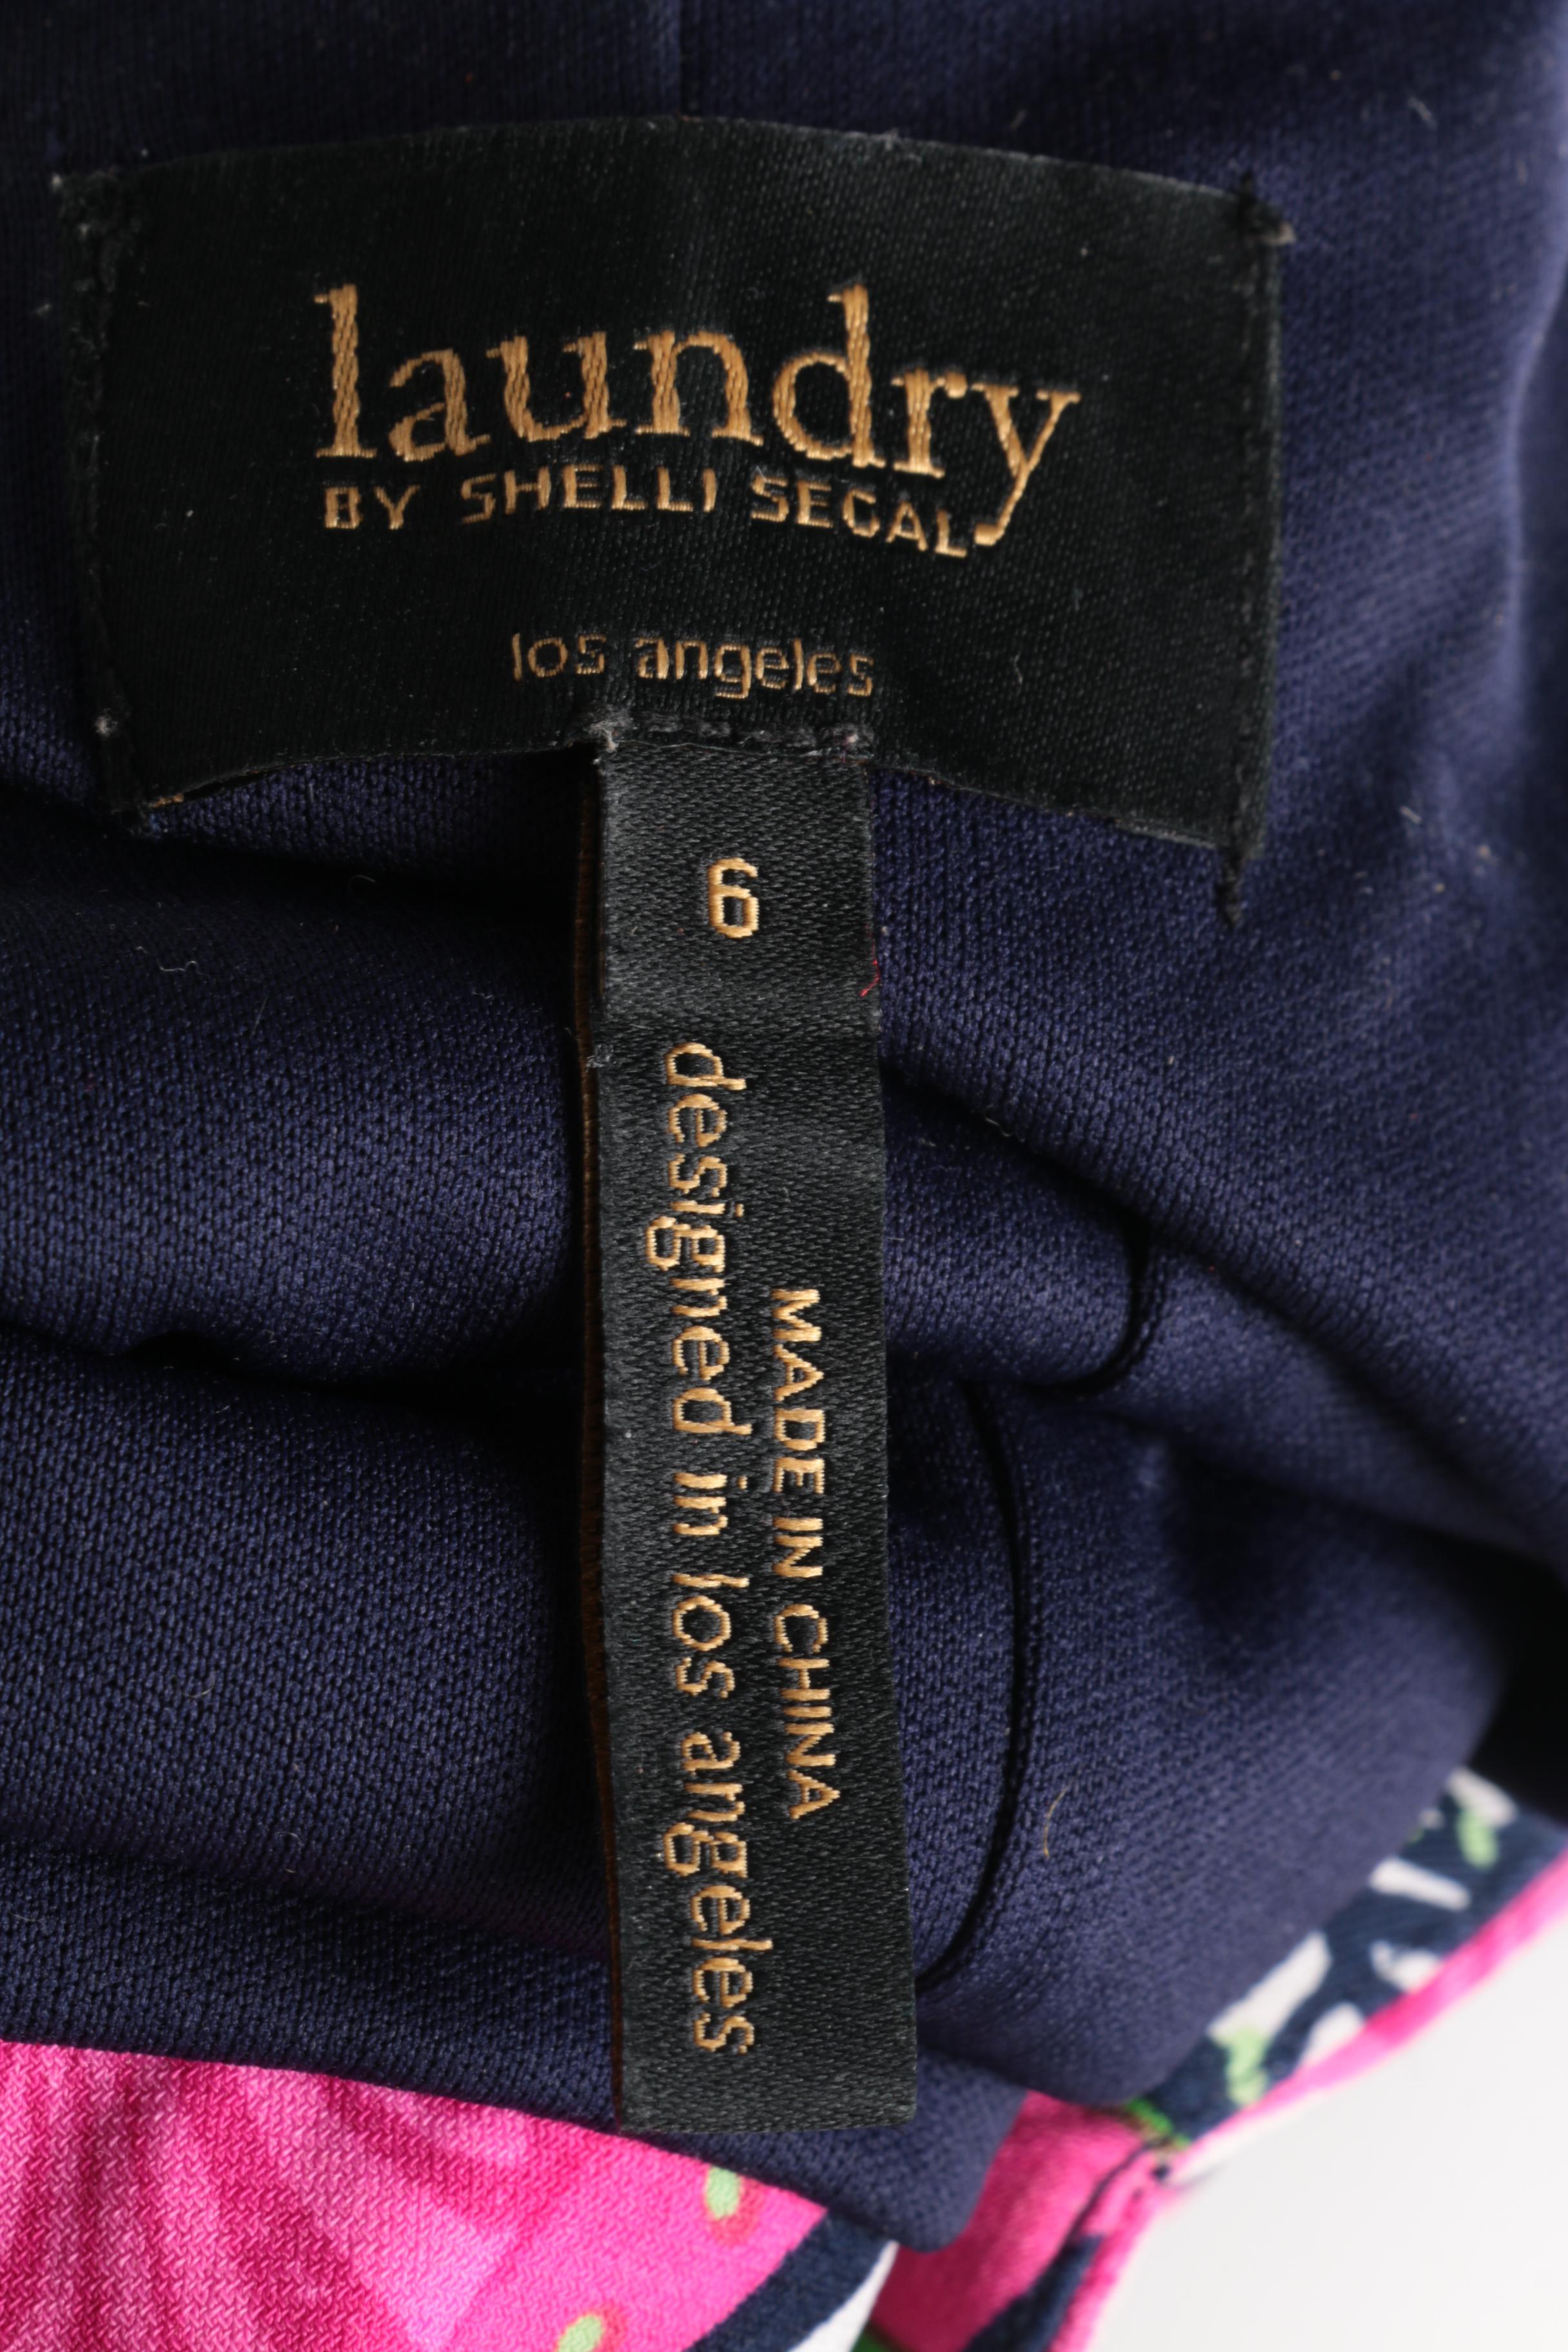 laundry
BY SHELLI SEGAL
los angeles
6
MADE IN CHINA
designed in los angeles